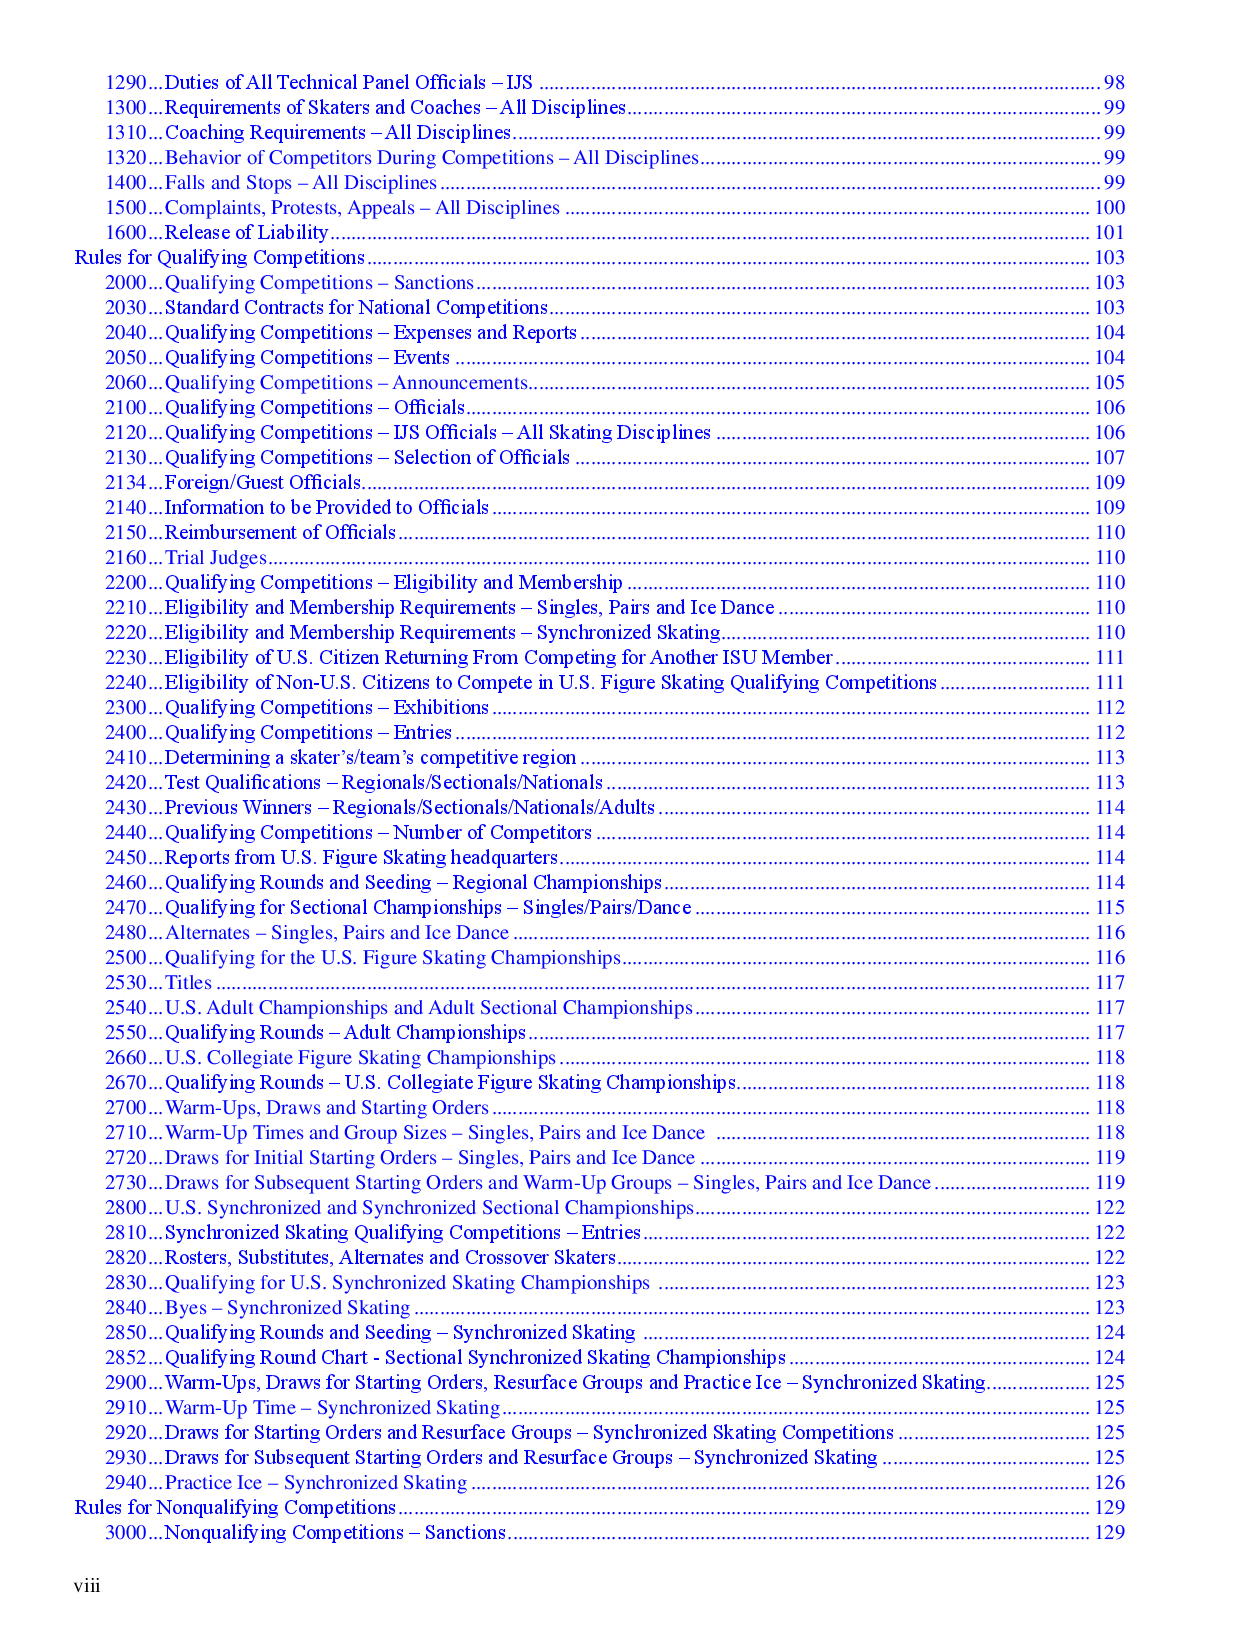 1290...Duties of All Technical Panel Officials – IJS ..... 98
1300...Requirements of Skaters and Coaches – All Disciplines..... 99
1310...Coaching Requirements – All Disciplines..... 99
1320...Behavior of Competitors During Competitions – All Disciplines..... 99
1400...Falls and Stops – All Disciplines ..... 99
1500...Complaints, Protests, Appeals – All Disciplines ..... 100
1600...Release of Liability..... 101
Rules for Qualifying Competitions..... 103
2000...Qualifying Competitions – Sanctions..... 103
2030...Standard Contracts for National Competitions..... 103
2040...Qualifying Competitions – Expenses and Reports ..... 104
2050...Qualifying Competitions – Events ..... 104
2060...Qualifying Competitions – Announcements..... 105
2100...Qualifying Competitions – Officials..... 106
2120...Qualifying Competitions – IJS Officials – All Skating Disciplines ..... 106
2130...Qualifying Competitions – Selection of Officials ..... 107
2134...Foreign/Guest Officials..... 109
2140...Information to be Provided to Officials ..... 109
2150...Reimbursement of Officials..... 110
2160...Trial Judges..... 110
2200...Qualifying Competitions – Eligibility and Membership ..... 110
2210...Eligibility and Membership Requirements – Singles, Pairs and Ice Dance ..... 110
2220...Eligibility and Membership Requirements – Synchronized Skating..... 110
2230...Eligibility of U.S. Citizen Returning From Competing for Another ISU Member..... 111
2240...Eligibility of Non-U.S. Citizens to Compete in U.S. Figure Skating Qualifying Competitions ..... 111
2300...Qualifying Competitions – Exhibitions ..... 112
2400...Qualifying Competitions – Entries ..... 112
2410...Determining a skater’s/team’s competitive region ..... 113
2420...Test Qualifications – Regionals/Sectionals/Nationals ..... 113
2430...Previous Winners – Regionals/Sectionals/Nationals/Adults ..... 114
2440...Qualifying Competitions – Number of Competitors ..... 114
2450...Reports from U.S. Figure Skating headquarters..... 114
2460...Qualifying Rounds and Seeding – Regional Championships..... 114
2470...Qualifying for Sectional Championships – Singles/Pairs/Dance ..... 115
2480...Alternates – Singles, Pairs and Ice Dance ..... 116
2500...Qualifying for the U.S. Figure Skating Championships..... 116
2530...Titles ..... 117
2540...U.S. Adult Championships and Adult Sectional Championships..... 117
2550...Qualifying Rounds – Adult Championships..... 117
2660...U.S. Collegiate Figure Skating Championships ..... 118
2670...Qualifying Rounds – U.S. Collegiate Figure Skating Championships..... 118
2700...Warm-Ups, Draws and Starting Orders ..... 118
2710...Warm-Up Times and Group Sizes – Singles, Pairs and Ice Dance ..... 118
2720...Draws for Initial Starting Orders – Singles, Pairs and Ice Dance ..... 119
2730...Draws for Subsequent Starting Orders and Warm-Up Groups – Singles, Pairs and Ice Dance ..... 119
2800...U.S. Synchronized and Synchronized Sectional Championships..... 122
2810...Synchronized Skating Qualifying Competitions – Entries ..... 122
2820...Rosters, Substitutes, Alternates and Crossover Skaters..... 122
2830...Qualifying for U.S. Synchronized Skating Championships ..... 123
2840...Byes – Synchronized Skating ..... 123
2850...Qualifying Rounds and Seeding – Synchronized Skating ..... 124
2852...Qualifying Round Chart - Sectional Synchronized Skating Championships ..... 124
2900...Warm-Ups, Draws for Starting Orders, Resurface Groups and Practice Ice – Synchronized Skating..... 125
2910...Warm-Up Time – Synchronized Skating..... 125
2920...Draws for Starting Orders and Resurface Groups – Synchronized Skating Competitions ..... 125
2930...Draws for Subsequent Starting Orders and Resurface Groups – Synchronized Skating ..... 125
2940...Practice Ice – Synchronized Skating ..... 126
Rules for Nonqualifying Competitions..... 129
3000...Nonqualifying Competitions – Sanctions..... 129
viii